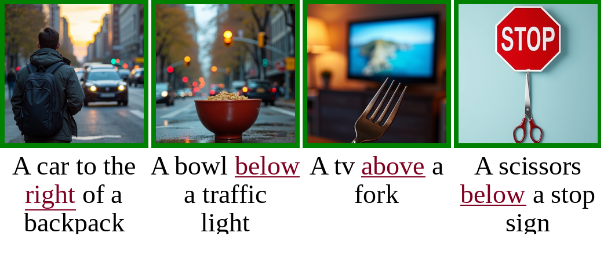 STOP
A car to the
right of a
backpack
A bowl below
a traffic
light
A tv above a
fork
A scissors
below a stop
sign